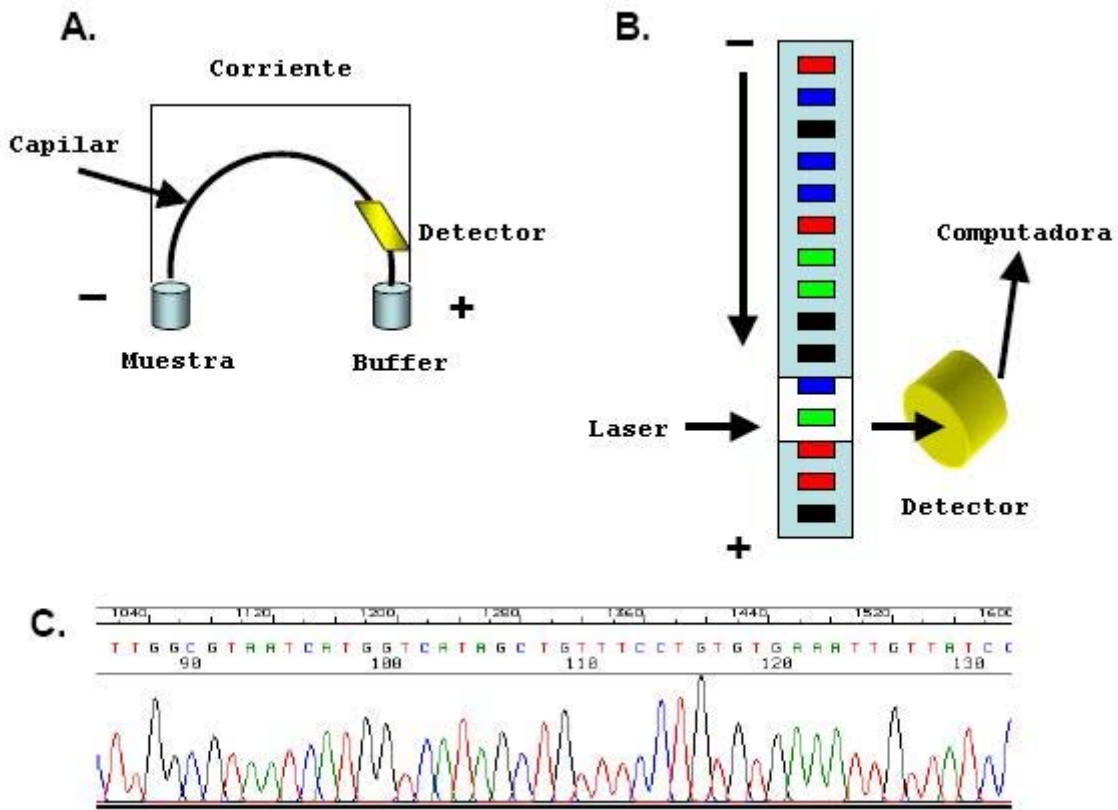 A.
Corriente
Capilar
Detector
−
+
Muestra
Buffer
B.
−
Computadora
Laser
Detector
+
C.
1040 1120 1200 1280 1360 1440 1520 1600
T T G G C G T A A T C A T G G T C A T A G C T G T T T C C T G T G T G A A A T T G T T A T C C
90 100 110 120 130